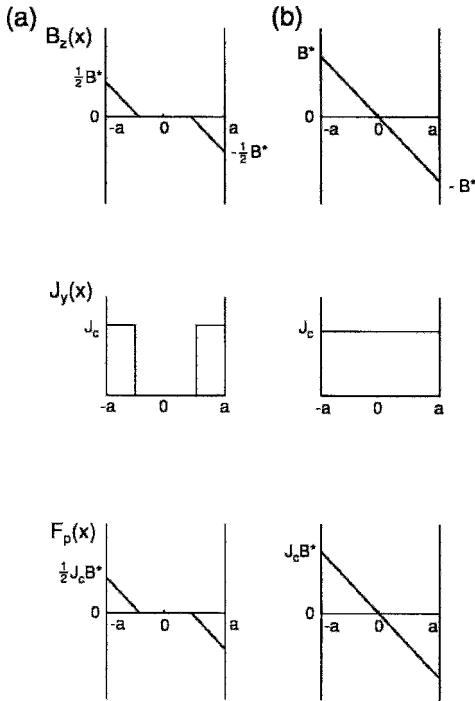 (a) (b)
B_z(x)
½B* B*
0 0
-a 0 a -a 0 a
-½B* - B*
J_y(x)
J_c J_c
-a 0 a -a 0 a
F_p(x)
½J_cB* J_cB*
0 0
-a 0 a -a 0 a